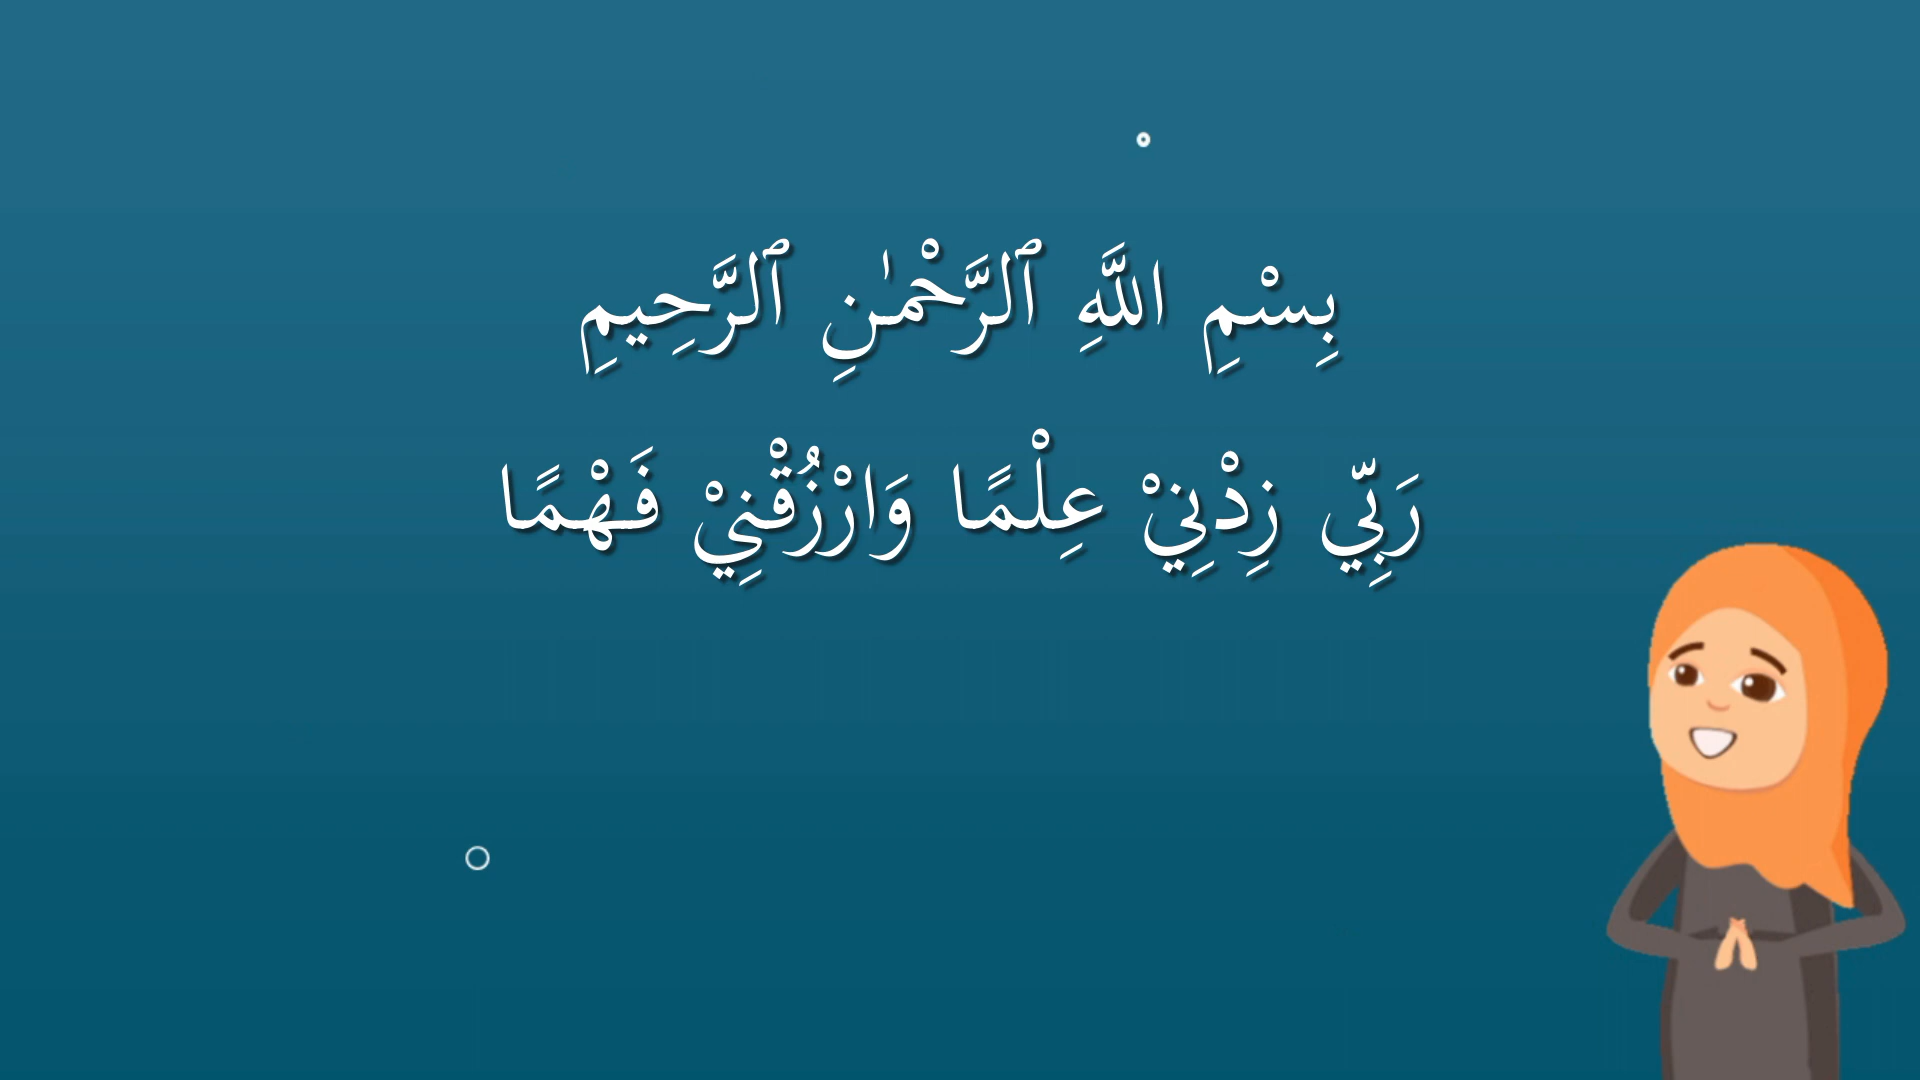 بِسْمِ اللَّهِ ٱلرَّحْمٰنِ ٱلرَّحِيمِ
رَبِّي زِدْنِيْ عِلْمًا وَارْزُقْنِيْ فَهْمًا